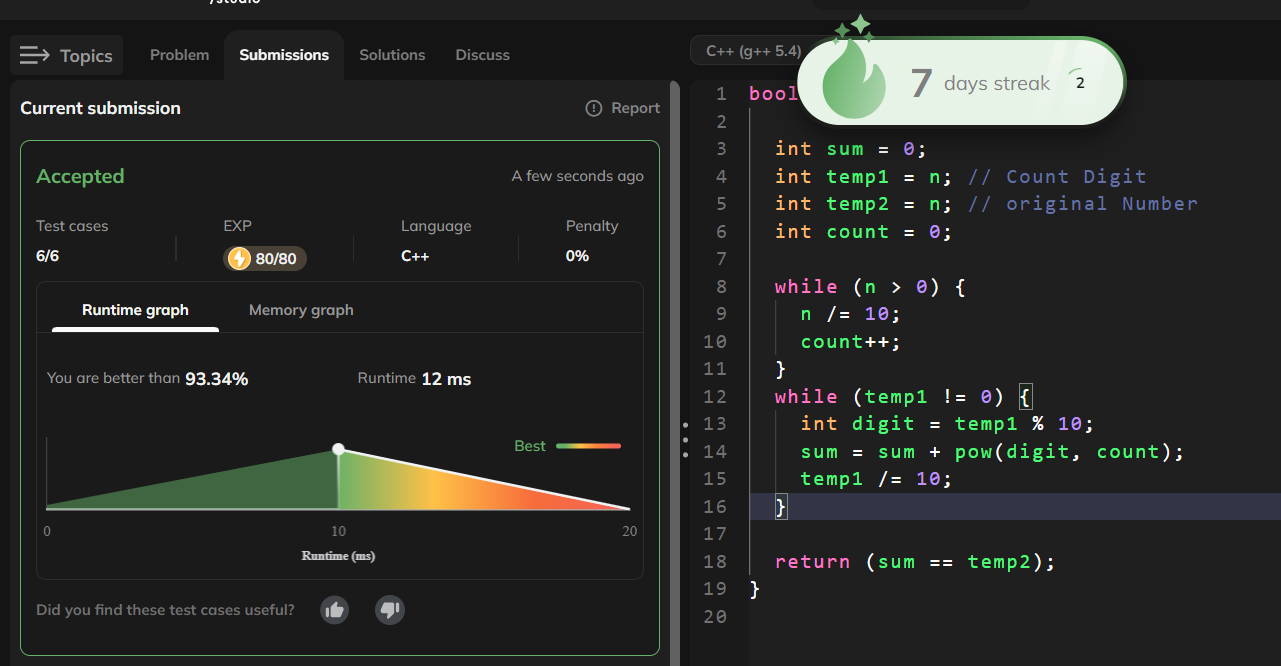 /studio
Topics
Problem
Submissions
Solutions
Discuss
Current submission
Report
Accepted
A few seconds ago
Test cases
EXP
Language
Penalty
6/6
80/80
C++
0%
Runtime graph
Memory graph
You are better than 93.34%
Runtime 12 ms
Best
0
10
20
Runtime (ms)
Did you find these test cases useful?
C++ (g++ 5.4)
7 days streak
2
1 bool
2
3 int sum = 0;
4 int temp1 = n; // Count Digit
5 int temp2 = n; // original Number
6 int count = 0;
7
8 while (n > 0) {
9 n /= 10;
10 count++;
11 }
12 while (temp1 != 0) {
13 int digit = temp1 % 10;
14 sum = sum + pow(digit, count);
15 temp1 /= 10;
16 }
17
18 return (sum == temp2);
19 }
20